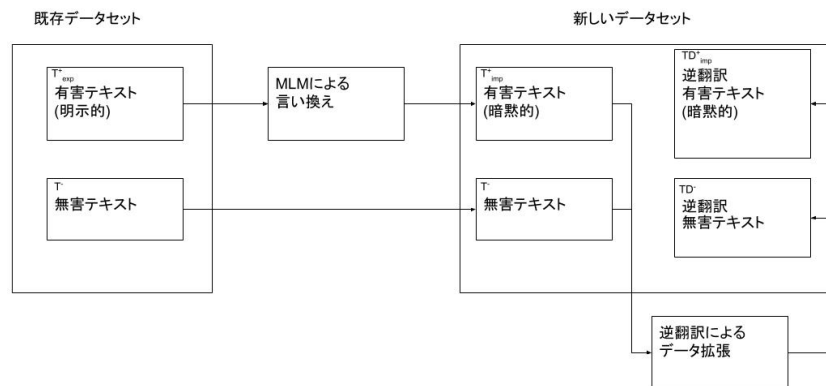 既存データセット
新しいデータセット
T⁺exp
有害テキスト
(明示的)
MLMによる
言い換え
T⁺imp
有害テキスト
(暗黙的)
TD⁺imp
逆翻訳
有害テキスト
(暗黙的)
T⁻
無害テキスト
T⁻
無害テキスト
TD⁻
逆翻訳
無害テキスト
逆翻訳による
データ拡張